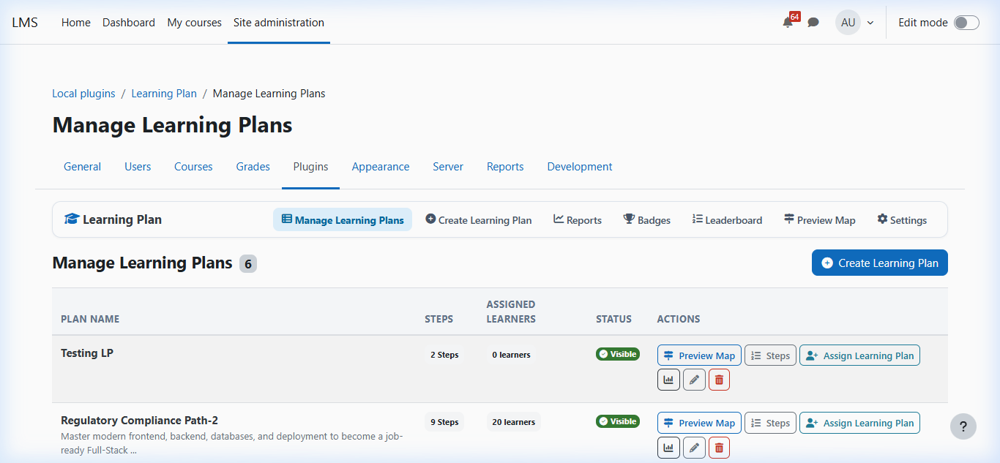 LMS Home Dashboard My courses Site administration 64 AU Edit mode
Local plugins / Learning Plan / Manage Learning Plans
Manage Learning Plans
General Users Courses Grades Plugins Appearance Server Reports Development
Learning Plan Manage Learning Plans Create Learning Plan Reports Badges Leaderboard Preview Map Settings
Manage Learning Plans 6 Create Learning Plan
PLAN NAME STEPS ASSIGNED LEARNERS STATUS ACTIONS
Testing LP 2 Steps 0 learners Visible Preview Map Steps Assign Learning Plan
Regulatory Compliance Path-2 9 Steps 20 learners Visible Preview Map Steps Assign Learning Plan
Master modern frontend, backend, databases, and deployment to become a job-
ready Full-Stack ...
?